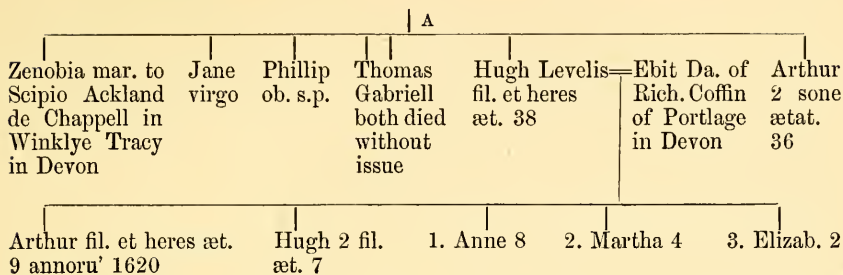 A
Zenobia mar. to
Scipio Ackland
de Chappell in
Winklye Tracy
in Devon
Jane
virgo
Phillip
ob. s.p.
Thomas
Gabriell
both died
without
issue
Hugh Levelis=Ebit Da. of
fil. et heres
æt. 38
Rich. Coffin
of Portlage
in Devon
Arthur
2 sone
ætat.
36
Arthur fil. et heres æt.
9 annoru' 1620
Hugh 2 fil.
æt. 7
1. Anne 8
2. Martha 4
3. Elizab. 2